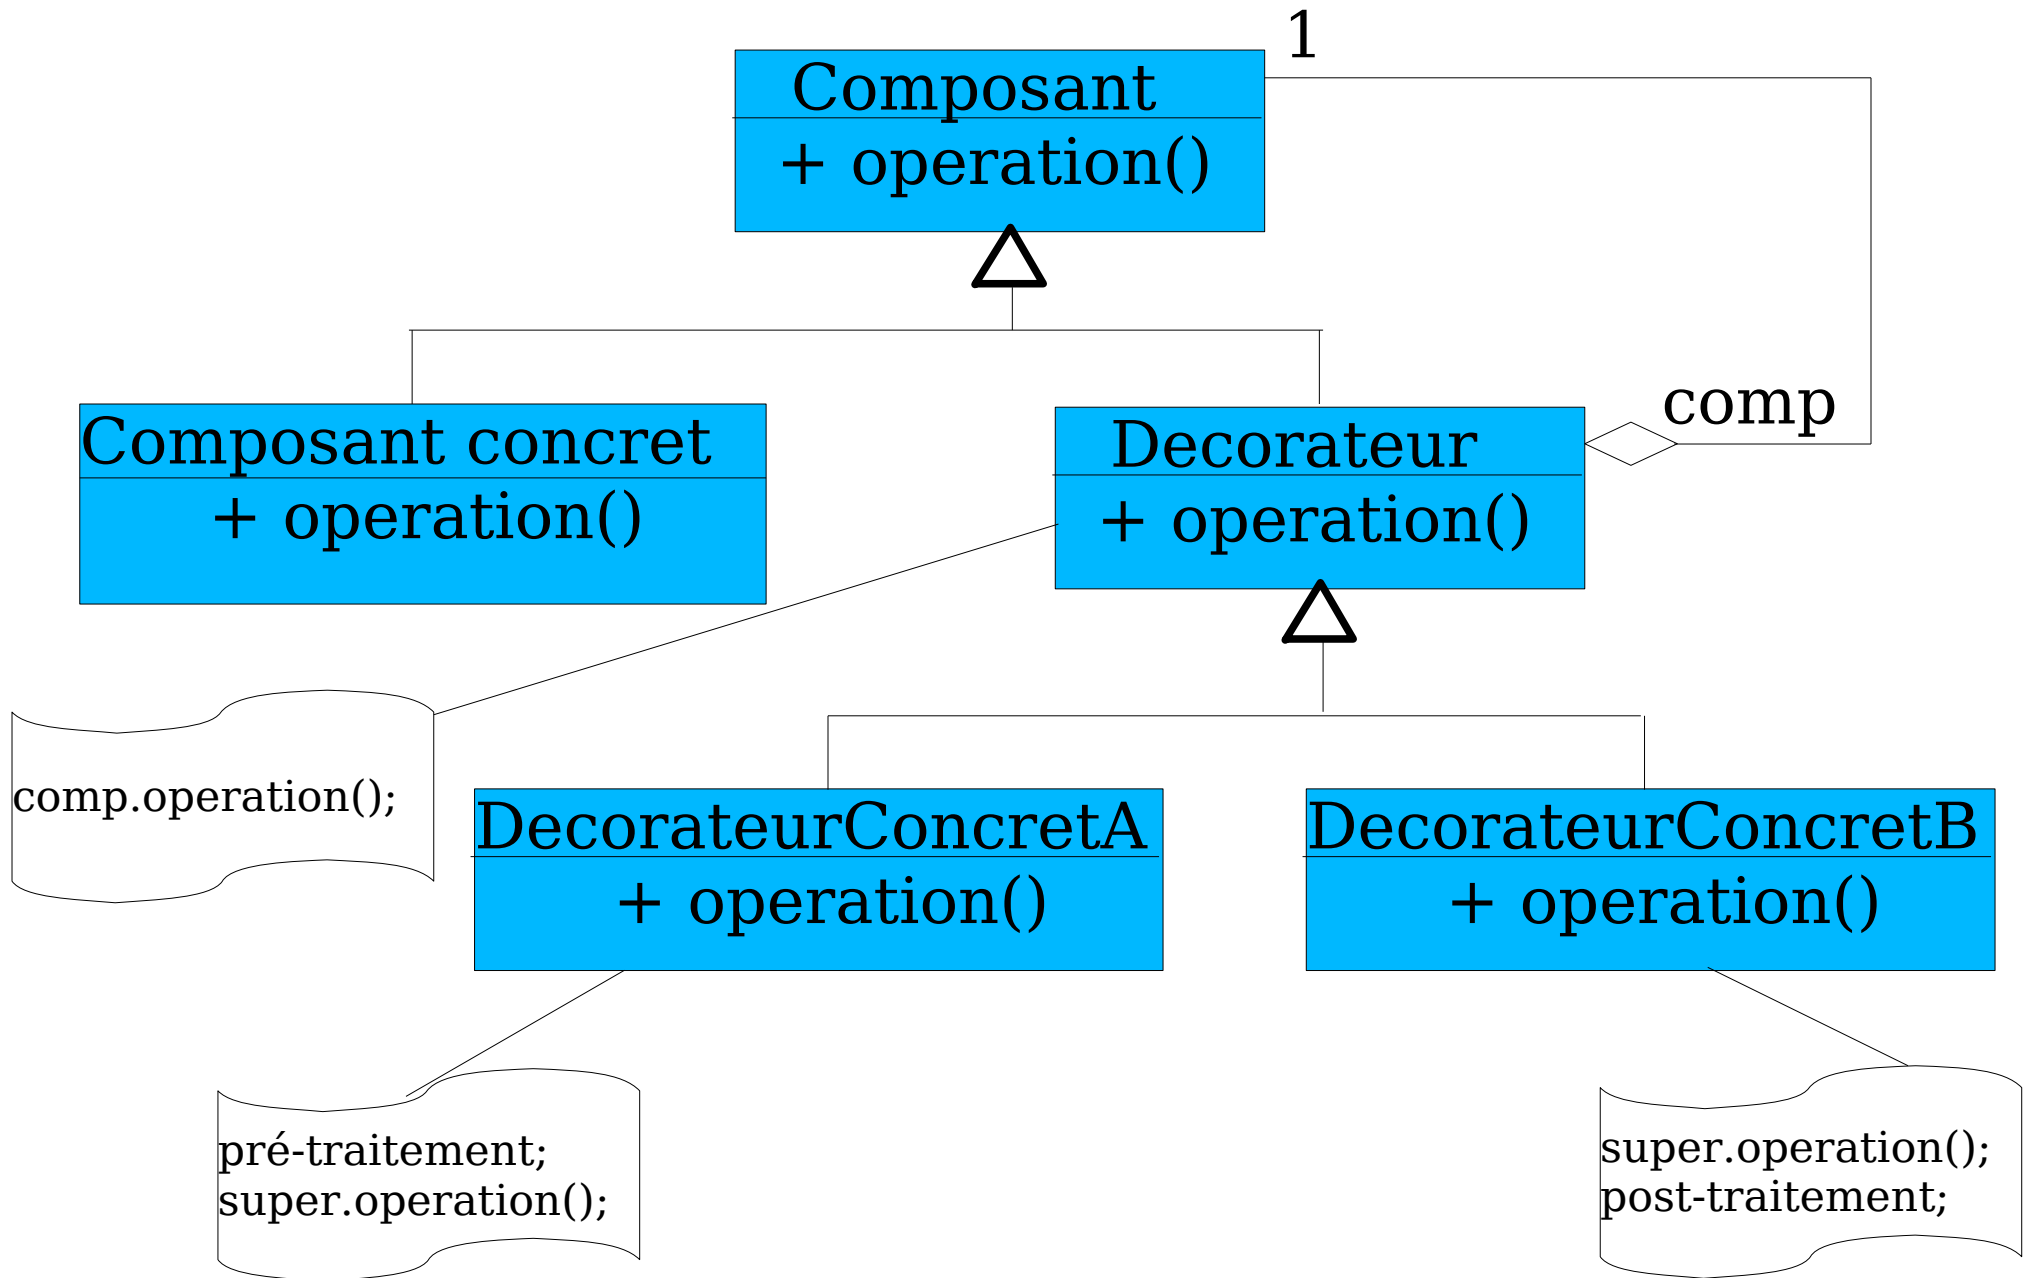 1
Composant
+ operation()
comp
Composant concret
+ operation()
Decorateur
+ operation()
comp.operation();
DecorateurConcretA
+ operation()
DecorateurConcretB
+ operation()
pré-traitement;
super.operation();
super.operation();
post-traitement;